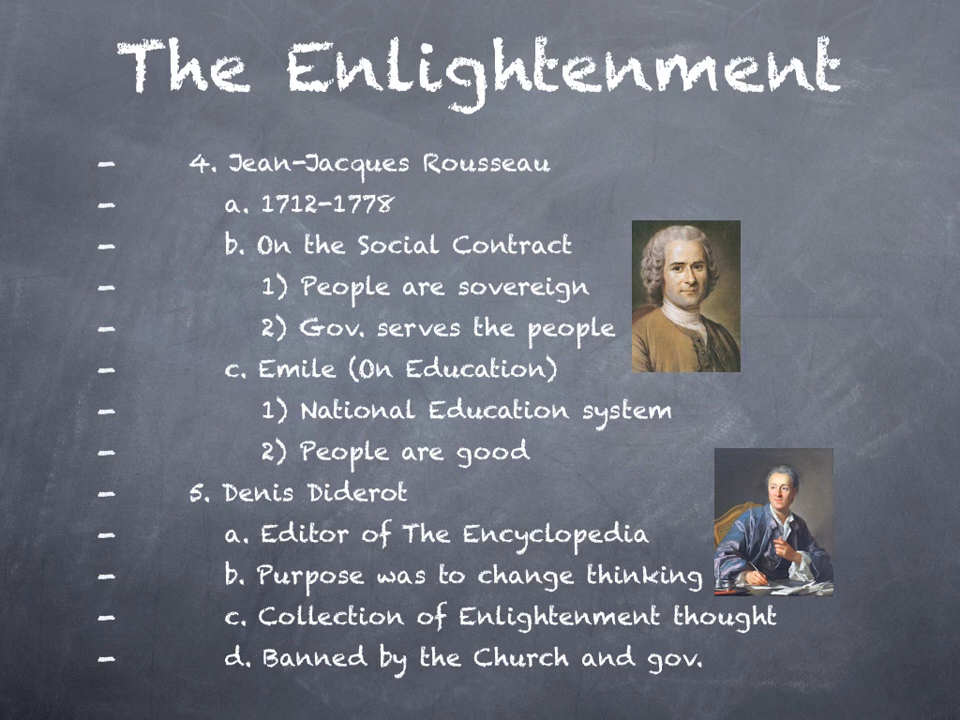 The Enlightenment
- 4. Jean-Jacques Rousseau
- a. 1712-1778
- b. On the Social Contract
- 1) People are sovereign
- 2) Gov. serves the people
- c. Emile (On Education)
- 1) National Education system
- 2) People are good
- 5. Denis Diderot
- a. Editor of The Encyclopedia
- b. Purpose was to change thinking
- c. Collection of Enlightenment thought
- d. Banned by the Church and gov.